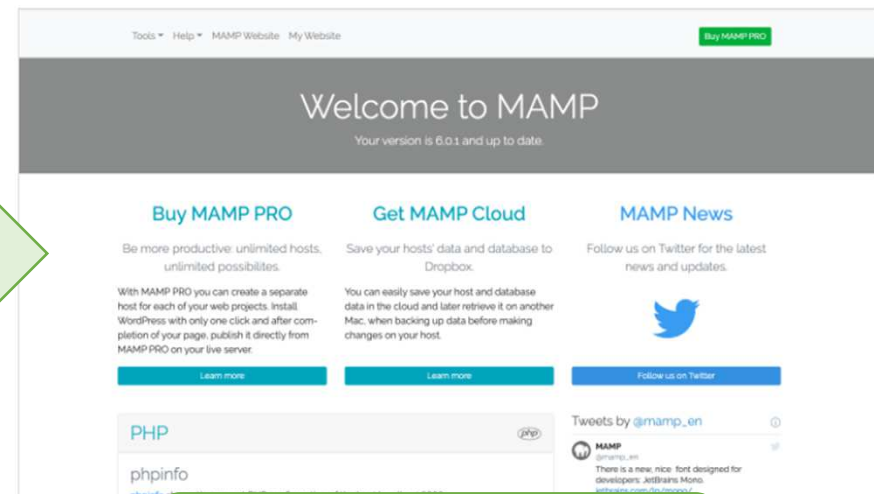 Tools Help MAMP Website My Website
Buy MAMP PRO
Welcome to MAMP
Your version is 6.0.1 and up to date.
Buy MAMP PRO
Be more productive: unlimited hosts,
unlimited possibilites.
With MAMP PRO you can create a separate
host for each of your web projects. Install
WordPress with only one click and after com-
pletion of your page, publish it directly from
MAMP PRO on your live server.
Learn more
Get MAMP Cloud
Save your hosts' data and database to
Dropbox.
You can easily save your host and database
data in the cloud and later retrieve it on another
Mac, when backing up data before making
changes on your host.
Learn more
MAMP News
Follow us on Twitter for the latest
news and updates.
Follow us on Twitter
PHP
php
phpinfo
Tweets by @mamp_en
MAMP
@mamp_en
There is a new, nice font designed for
developers: JetBrains Mono.
jetbrains.com/lp/mono/